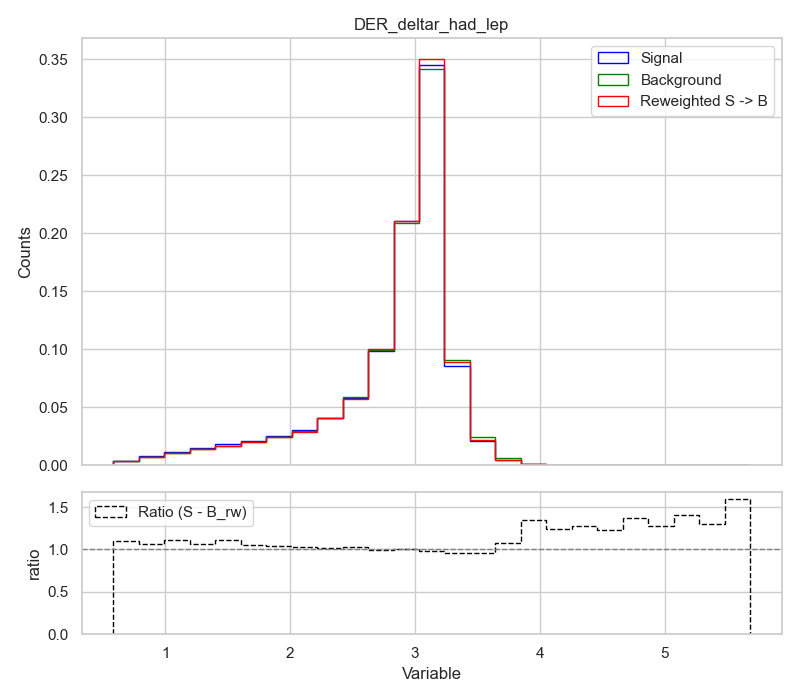 DER_deltar_had_lep
Signal
Background
Reweighted S -> B
0.35
0.30
0.25
0.20
0.15
0.10
0.05
0.00
Counts
Ratio (S - B_rw)
1.5
1.0
0.5
0.0
ratio
1 2 3 4 5
Variable